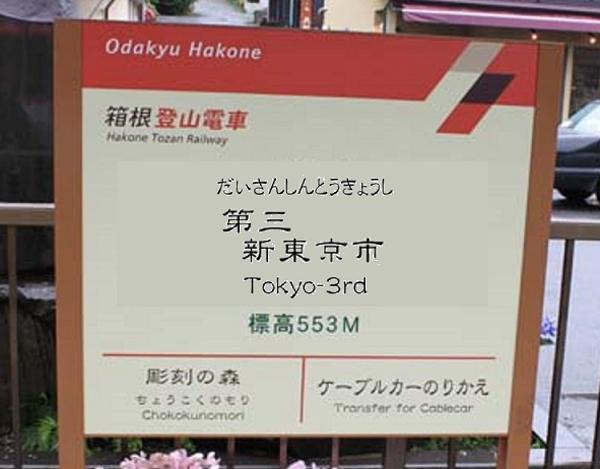 Odakyu Hakone
箱根登山電車
Hakone Tozan Railway
だいさんしんとうきょうし
第三
新東京市
Tokyo-3rd
標高553M
彫刻の森
ちょうこくのもり
Chokokunomori
ケーブルカーのりかえ
Transfer for Cablecar